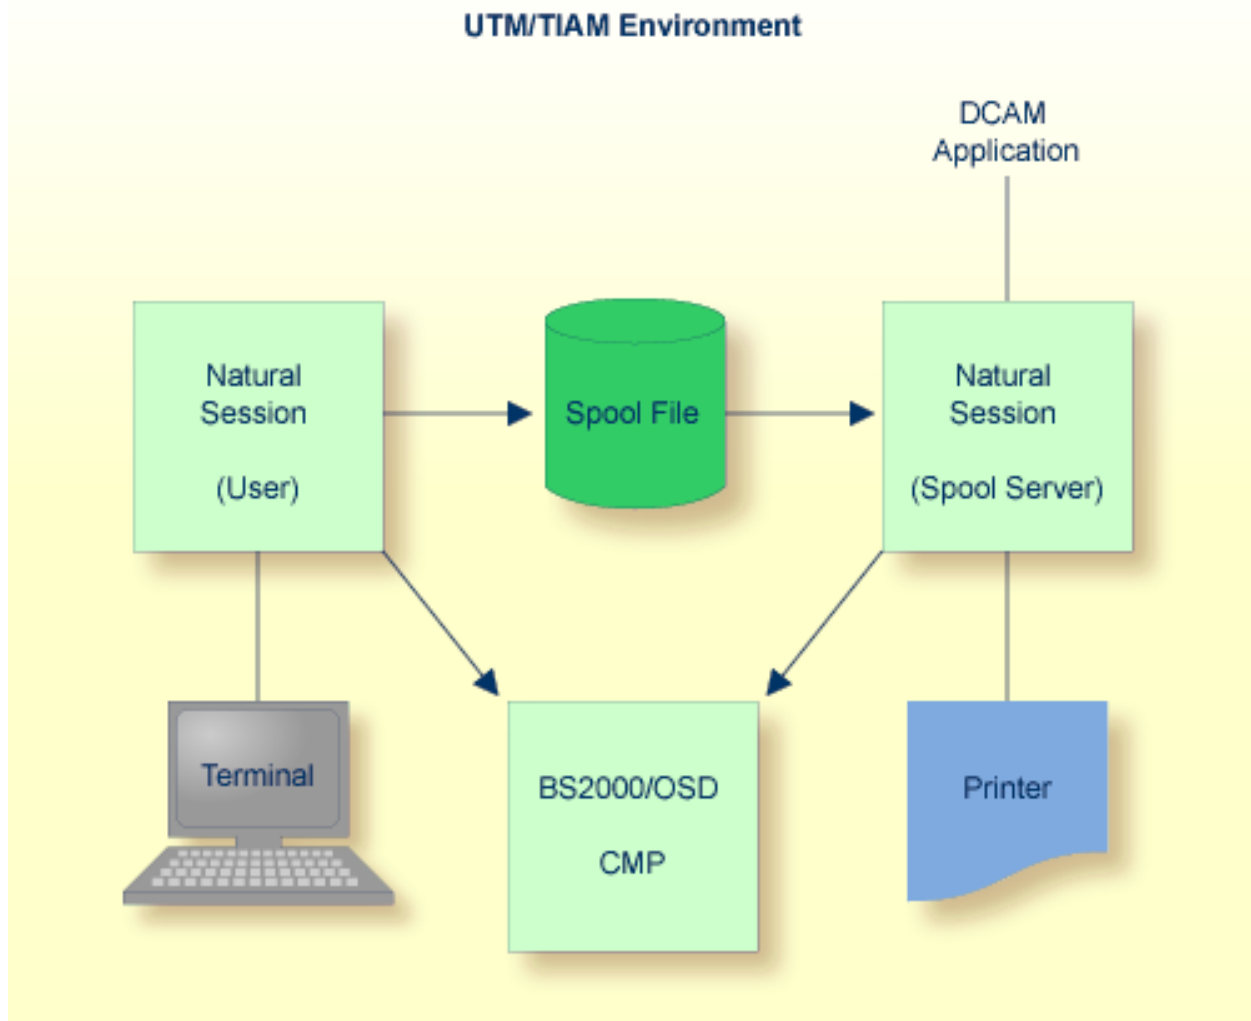 UTM/TIAM Environment
DCAM
Application
Natural
Session
(User)
Spool File
Natural
Session
(Spool Server)
Terminal
BS2000/OSD
CMP
Printer